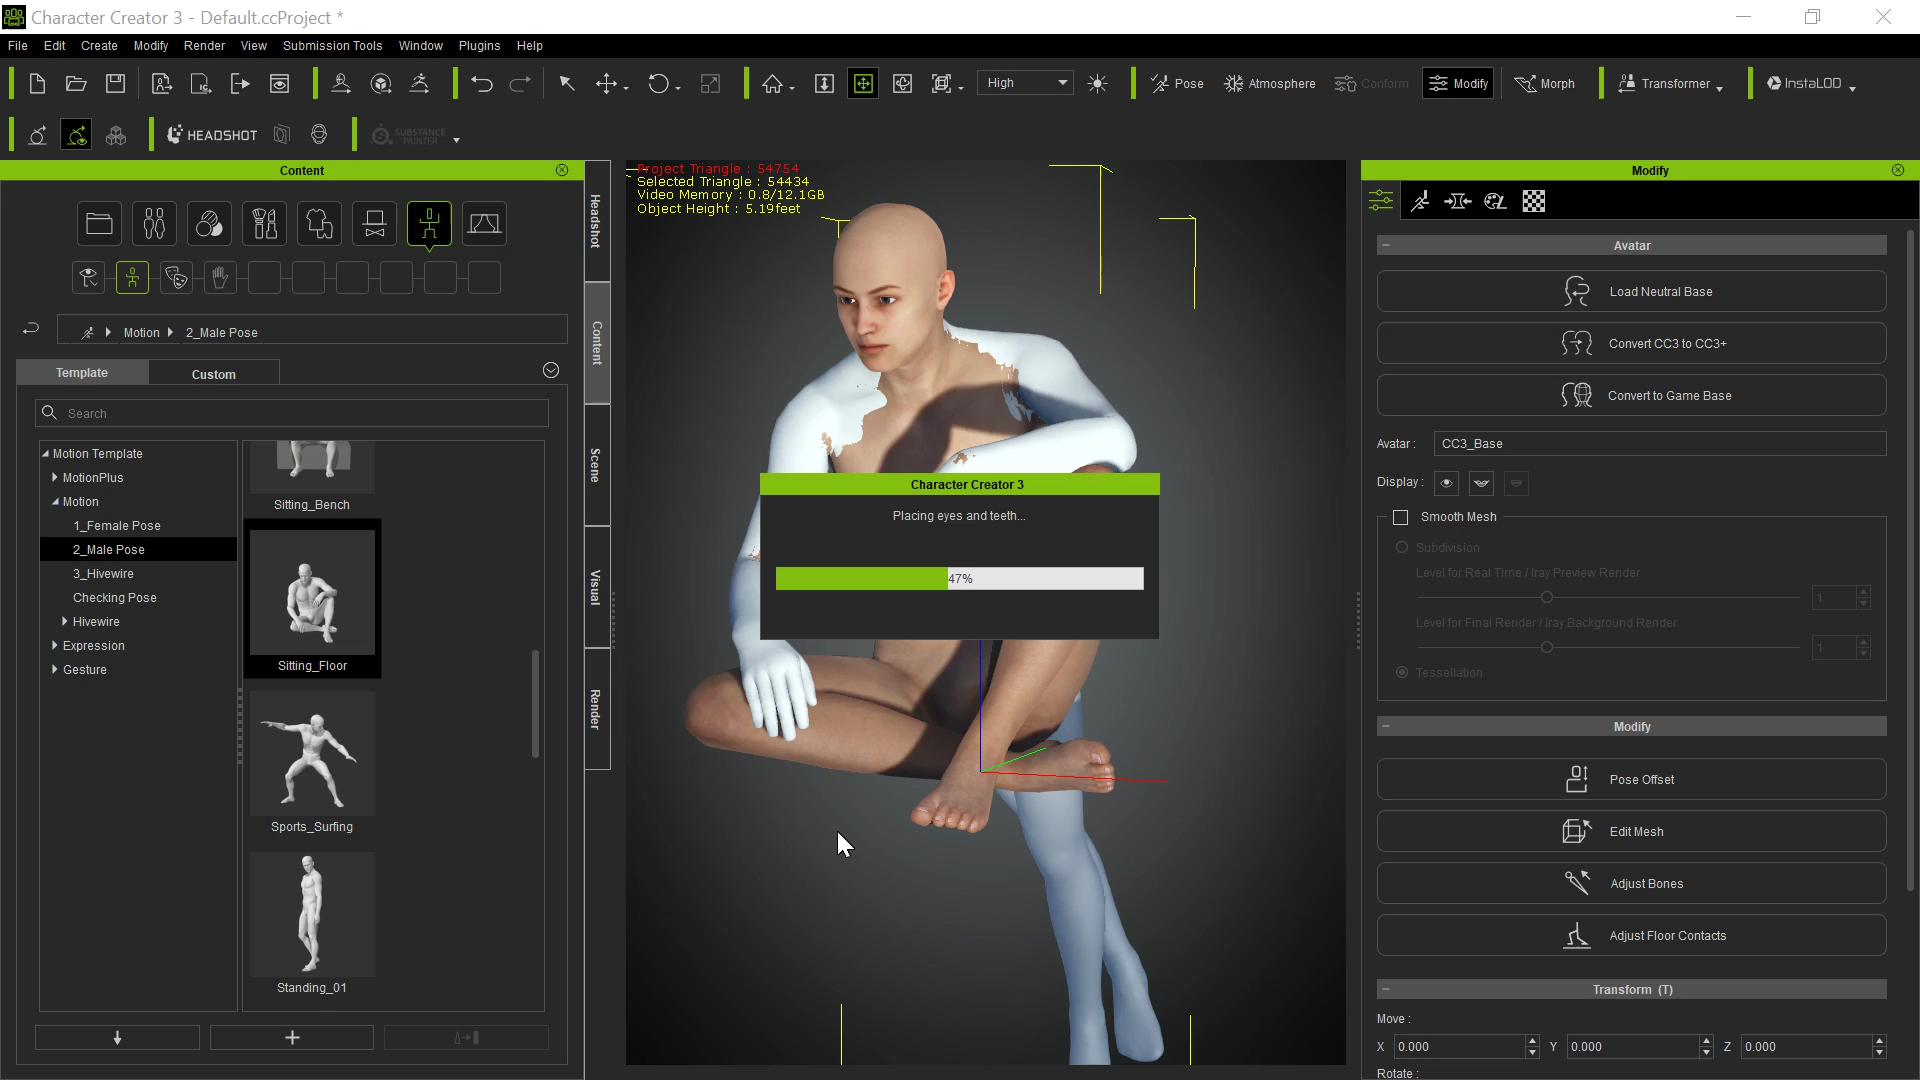 Character Creator 3 - Default.ccProject *
File Edit Create Modify Render View Submission Tools Window Plugins Help
High Pose Atmosphere Conform Modify Morph Transformer InstaLOD
HEADSHOT SUBSTANCE PAINTER
Content
Motion 2_Male Pose
Template Custom
Search
Motion Template
MotionPlus
Motion
1_Female Pose
2_Male Pose
3_Hivewire
Checking Pose
Hivewire
Expression
Gesture
Sitting_Bench
Sitting_Floor
Sports_Surfing
Standing_01
Headshot
Content
Scene
Visual
Render
Project Triangle : 54754
Selected Triangle : 54434
Video Memory : 0.8/12.1GB
Object Height : 5.19feet
Character Creator 3
Placing eyes and teeth...
47%
Modify
Avatar
Load Neutral Base
Convert CC3 to CC3+
Convert to Game Base
Avatar : CC3_Base
Display :
Smooth Mesh
Subdivision
Level for Real Time / Iray Preview Render
1
Level for Final Render / Iray Background Render
1
Tessellation
Modify
Pose Offset
Edit Mesh
Adjust Bones
Adjust Floor Contacts
Transform (T)
Move :
X 0.000 Y 0.000 Z 0.000
Rotate :